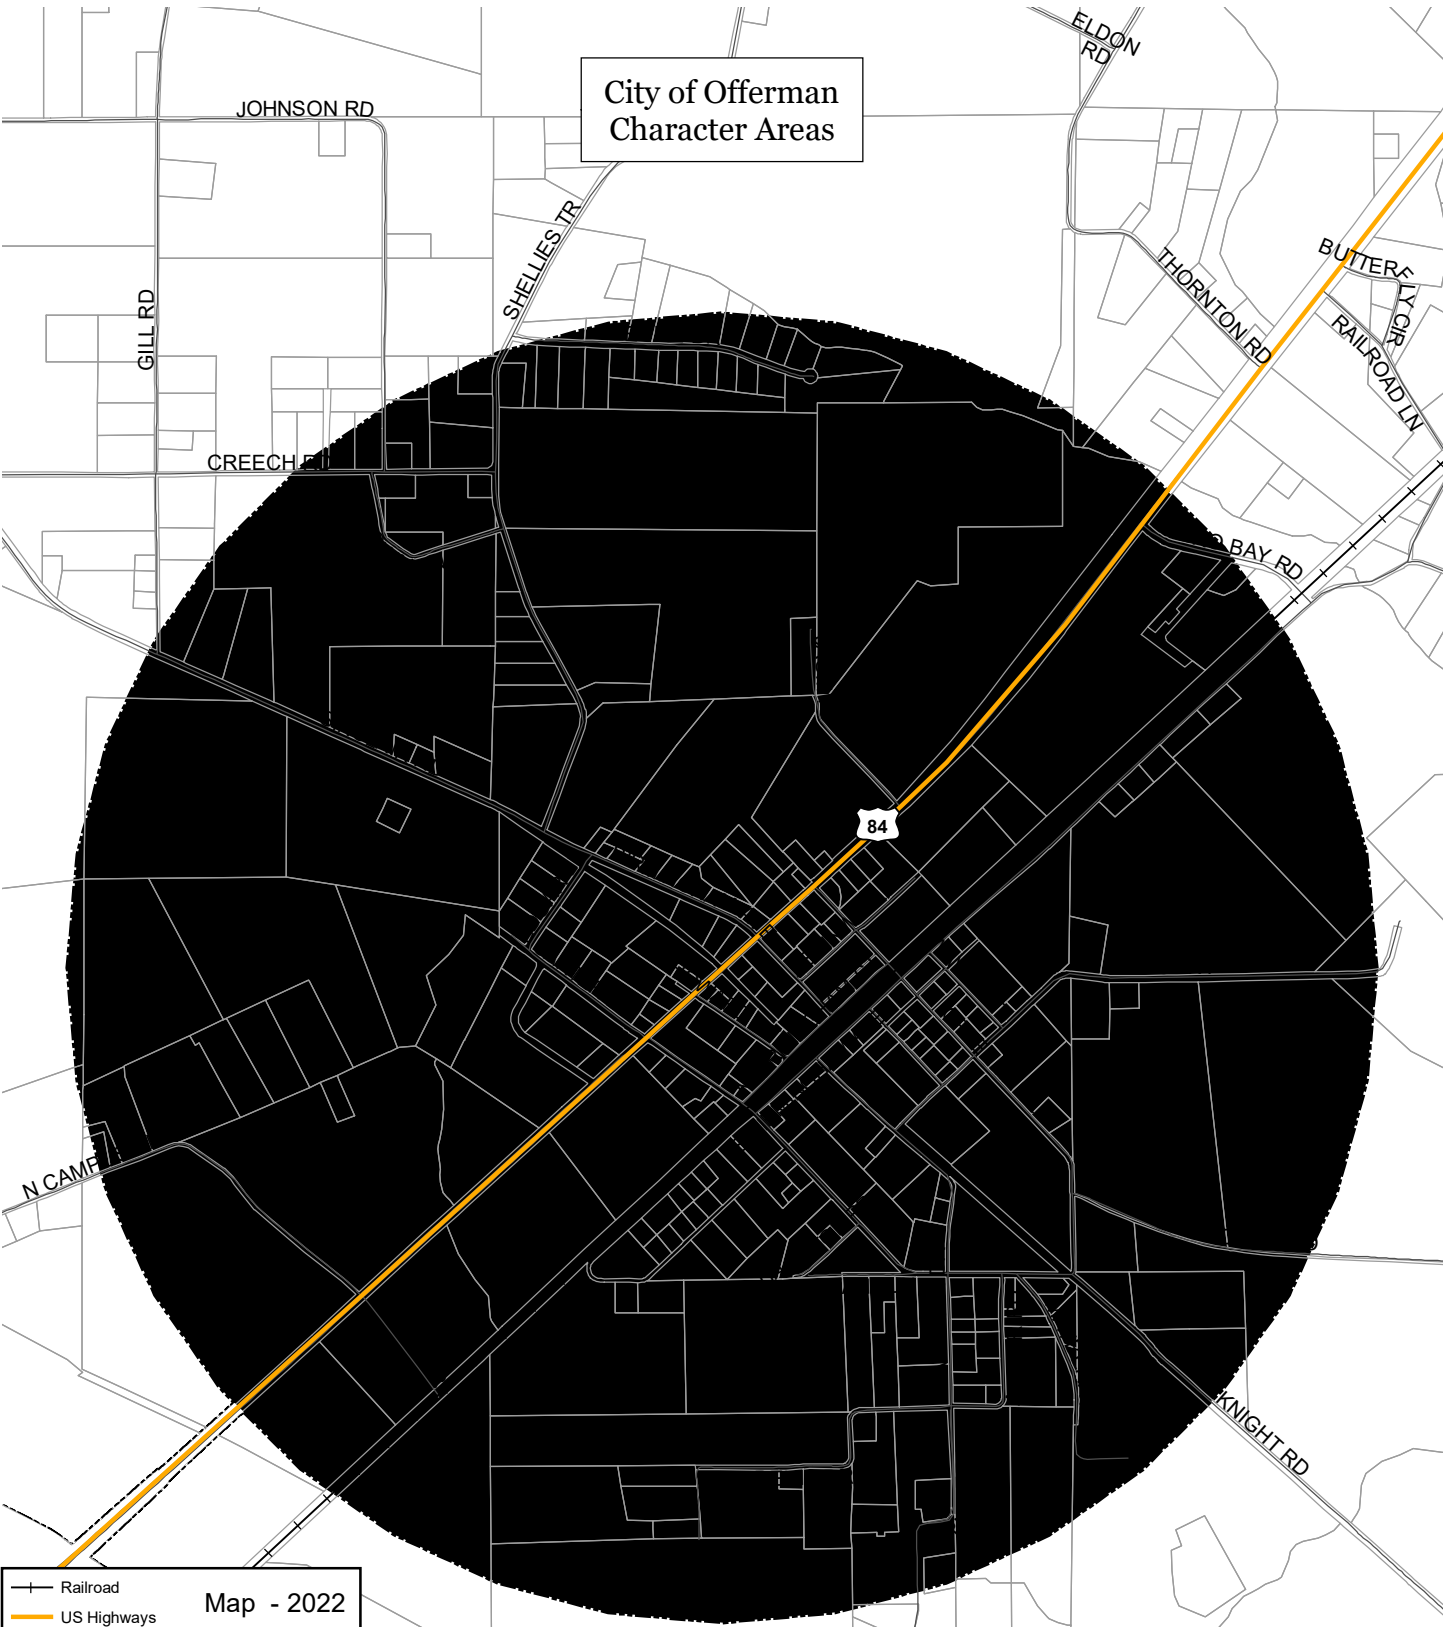 ELDON
RD
City of Offerman
Character Areas
JOHNSON RD
SHELLIES TR
BUTTERFLY CIR
THORNTON RD
GILL RD
RAILROAD LN
CREECH
BAY RD
84
N CAMP
KNIGHT RD
Railroad
Map - 2022
US Highways